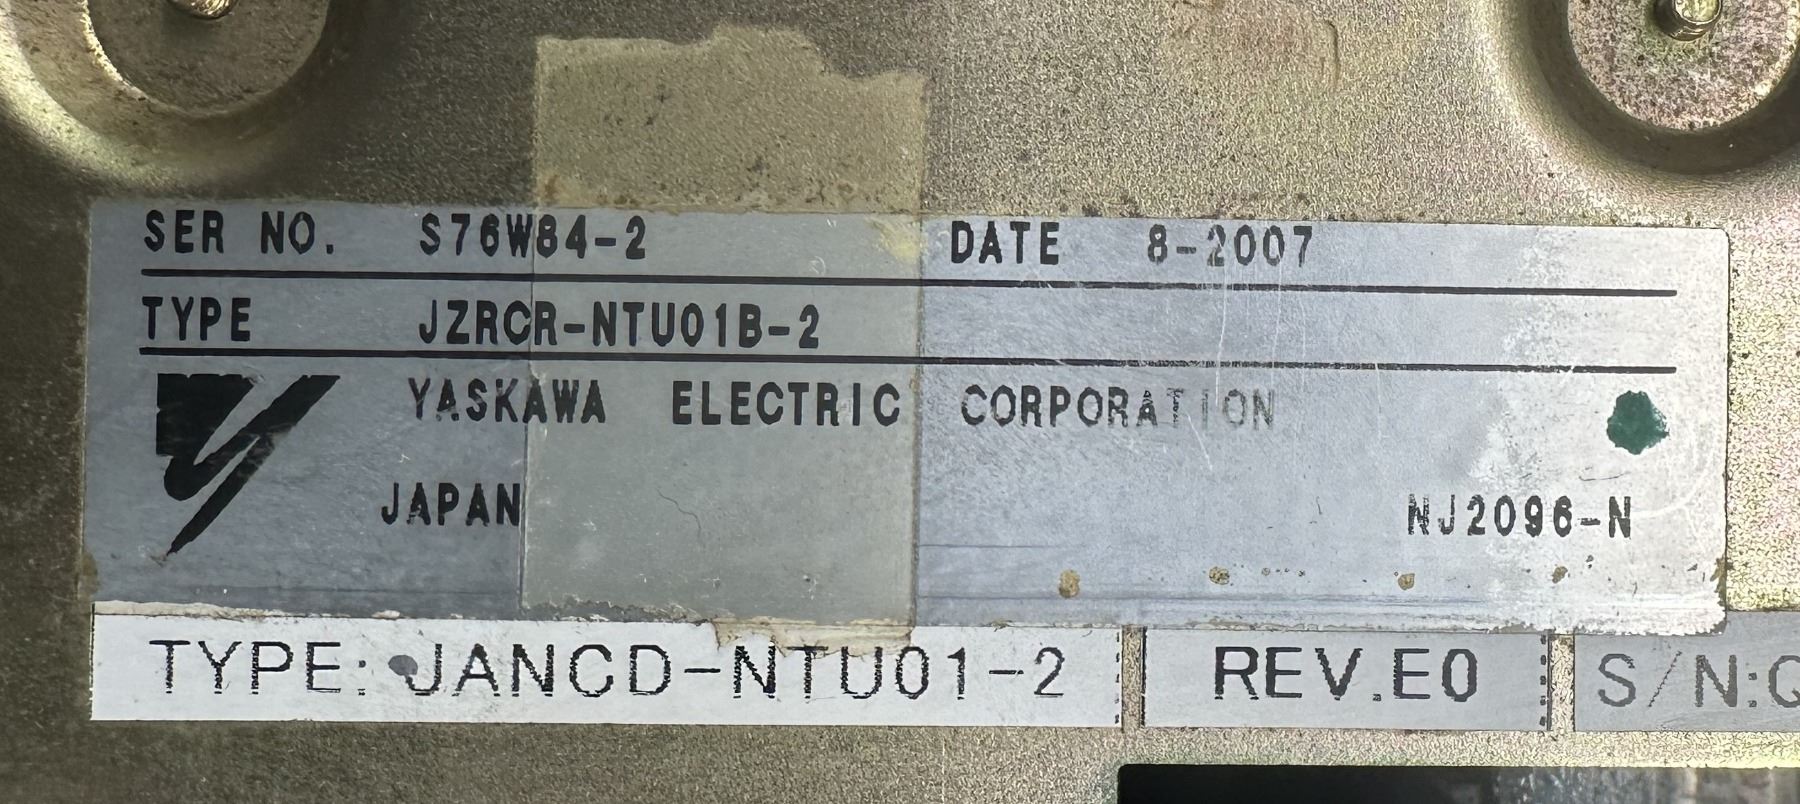 SER NO. S76W84-2 DATE 8-2007
TYPE JZRCR-NTU01B-2
YASKAWA ELECTRIC CORPORATION
JAPAN NJ2096-N
TYPE: JANCD-NTU01-2 REV.E0 S/N: